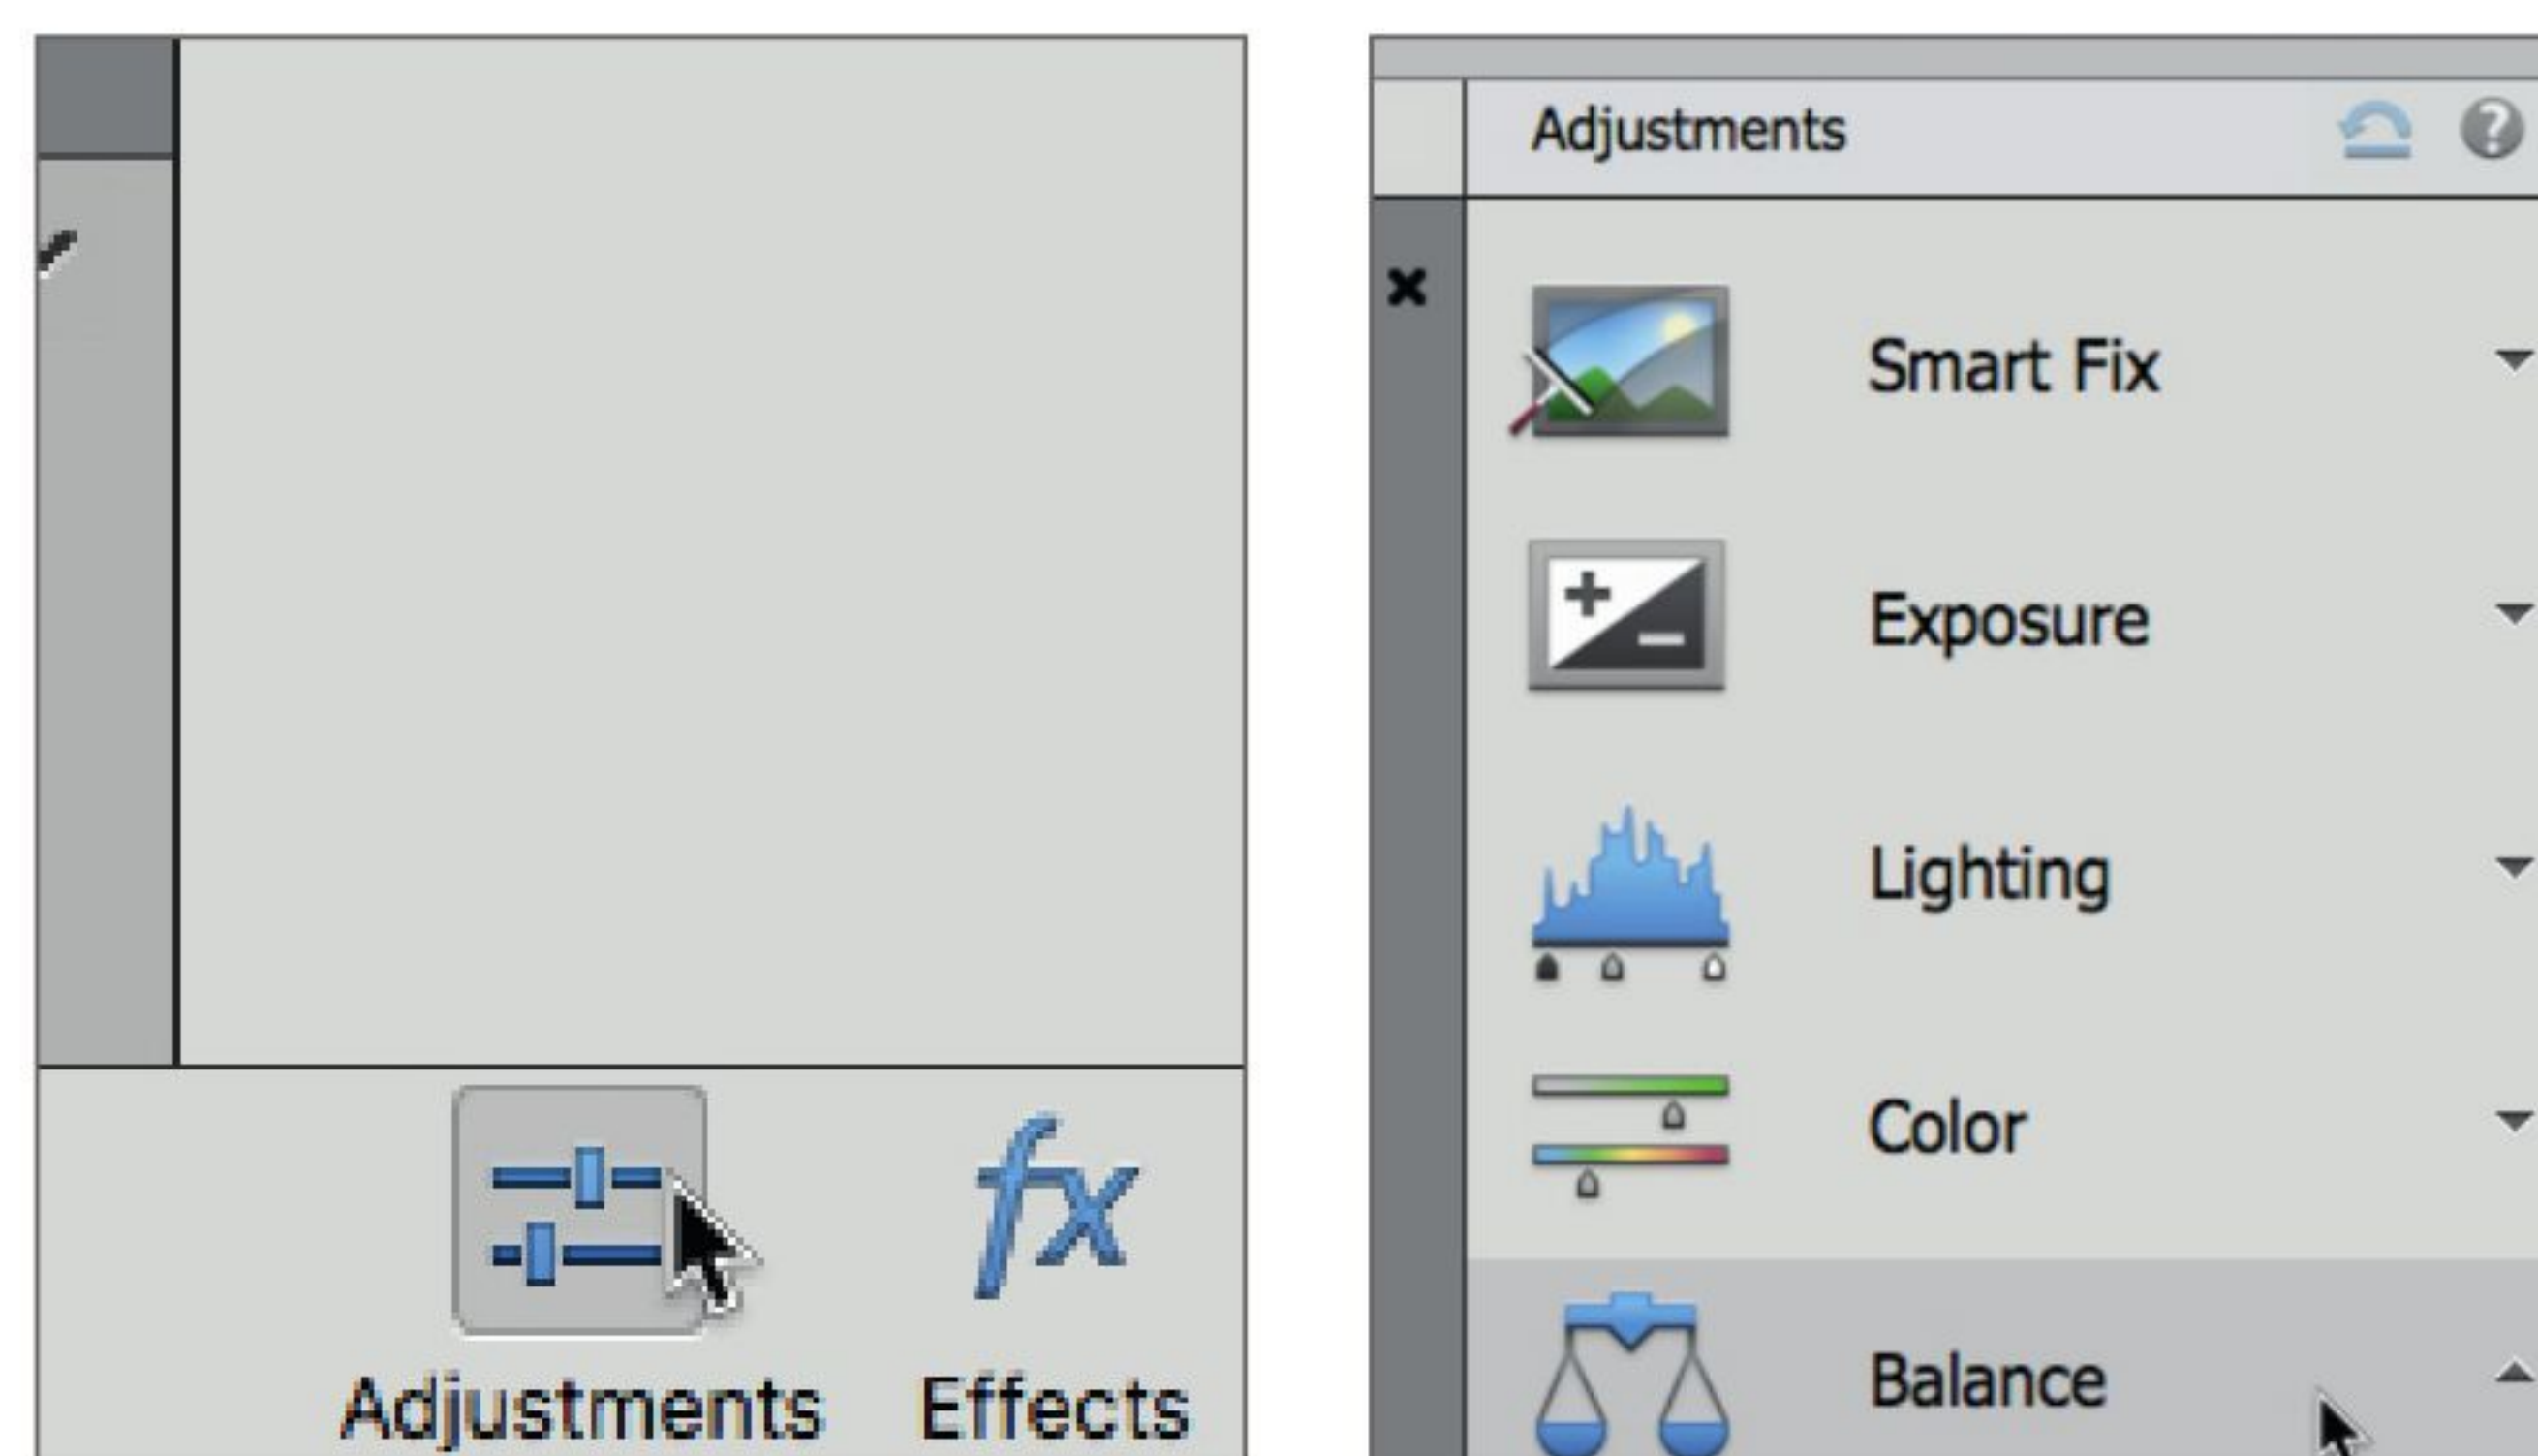 Adjustments Effects
Adjustments
Smart Fix
Exposure
Lighting
Color
Balance